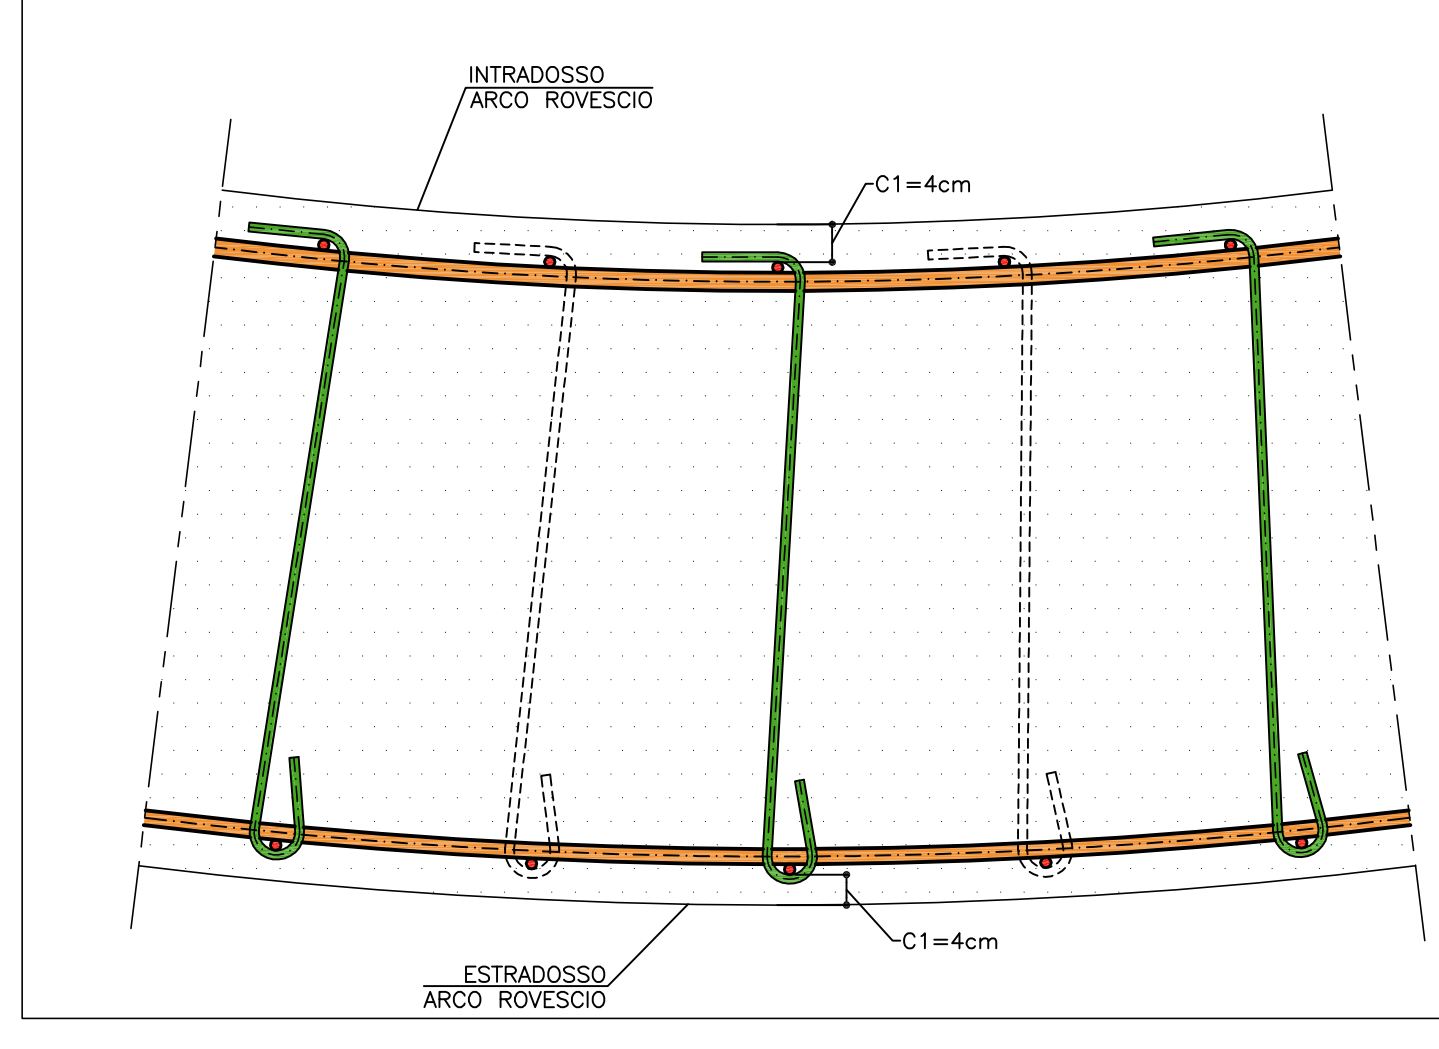 INTRADOSSO
ARCO ROVESCIO
C1=4cm
C1=4cm
ESTRADOSSO
ARCO ROVESCIO